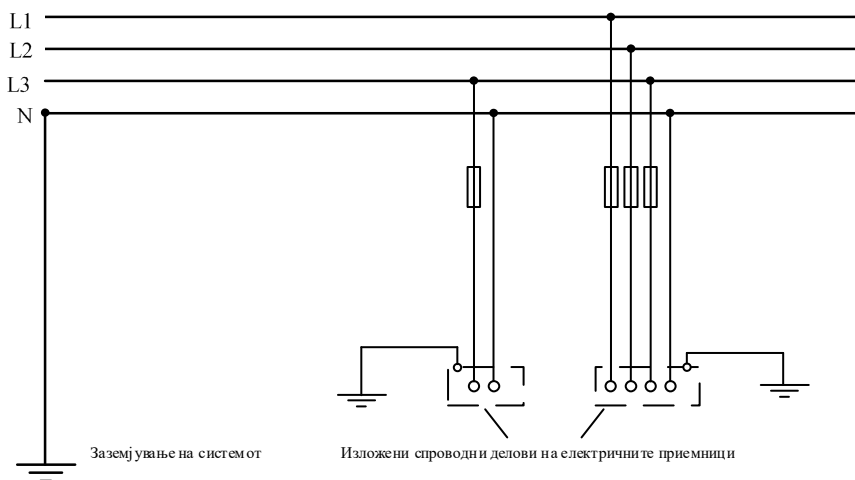 L1
L2
L3
N
Заземјување на системот
Изложени спроводни делови на електричните приемници